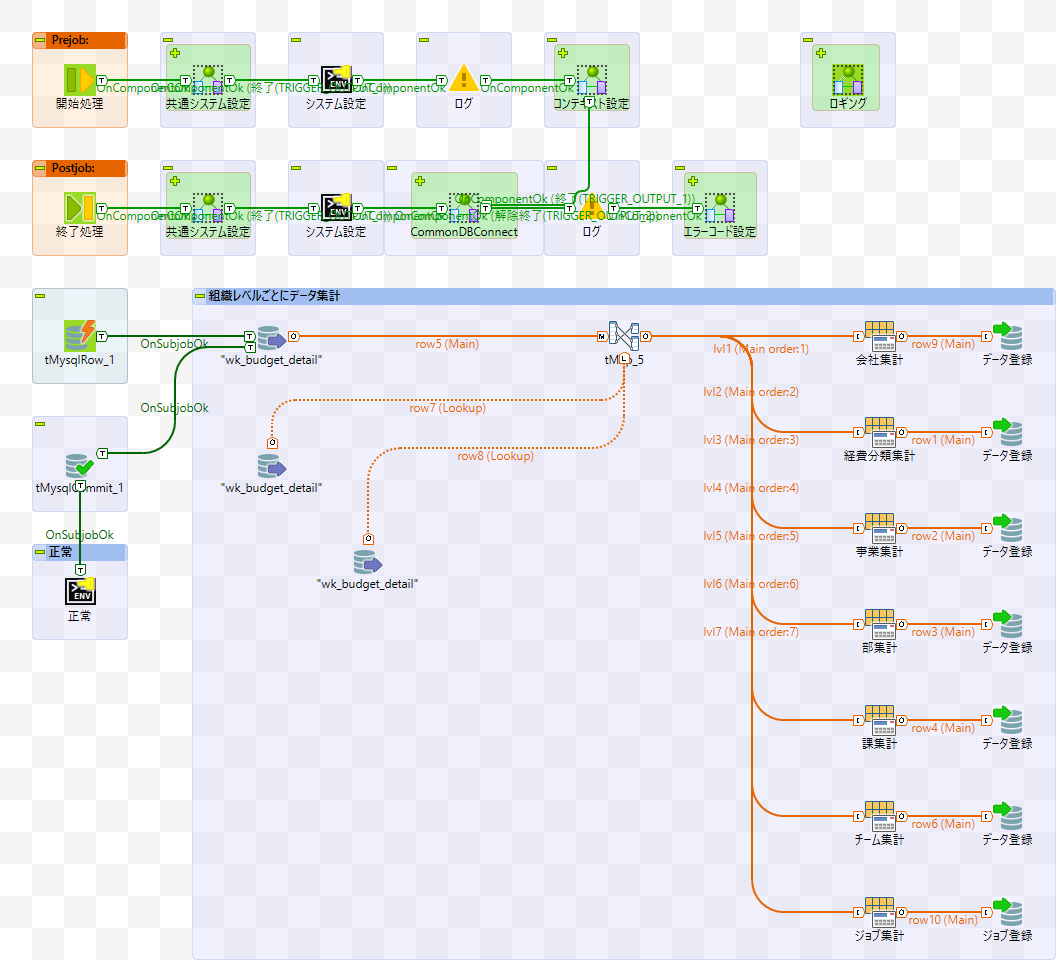 Prejob:
OnComponentOk
終了(TRIGGER_OUTPUT_1)
OnComponentOk
開始処理
共通システム設定
システム設定
ログ
コンテキスト設定
ロギング
Postjob:
OnComponentOk (終了(TRIGGER_OUTPUT_1))
OnComponentOk
OnComponentOk (解除終了(TRIGGER_OUTPUT_2))
OnComponentOk
終了処理
共通システム設定
システム設定
CommonDBConnect
ログ
エラーコード設定
組織レベルごとにデータ集計
OnSubjobOk
row5 (Main)
lvl1 (Main order:1)
row9 (Main)
tMysqlRow_1
"wk_budget_detail"
会社集計
データ登録
lvl2 (Main order:2)
OnSubjobOk
row7 (Lookup)
lvl3 (Main order:3)
row1 (Main)
row8 (Lookup)
経費分類集計
データ登録
"wk_budget_detail"
lvl4 (Main order:4)
OnSubjobOk
lvl5 (Main order:5)
row2 (Main)
正常
事業集計
データ登録
"wk_budget_detail"
lvl6 (Main order:6)
正常
lvl7 (Main order:7)
row3 (Main)
部集計
データ登録
row4 (Main)
課集計
データ登録
row6 (Main)
チーム集計
データ登録
row10 (Main)
ジョブ集計
ジョブ登録